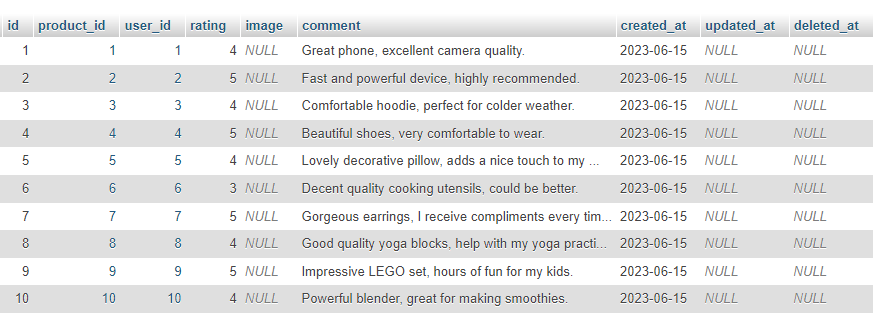 id product_id user_id rating image comment created_at updated_at deleted_at
1 1 1 4 NULL Great phone, excellent camera quality. 2023-06-15 NULL NULL
2 2 2 5 NULL Fast and powerful device, highly recommended. 2023-06-15 NULL NULL
3 3 3 4 NULL Comfortable hoodie, perfect for colder weather. 2023-06-15 NULL NULL
4 4 4 5 NULL Beautiful shoes, very comfortable to wear. 2023-06-15 NULL NULL
5 5 5 4 NULL Lovely decorative pillow, adds a nice touch to my ... 2023-06-15 NULL NULL
6 6 6 3 NULL Decent quality cooking utensils, could be better. 2023-06-15 NULL NULL
7 7 7 5 NULL Gorgeous earrings, I receive compliments every tim... 2023-06-15 NULL NULL
8 8 8 4 NULL Good quality yoga blocks, help with my yoga practi... 2023-06-15 NULL NULL
9 9 9 5 NULL Impressive LEGO set, hours of fun for my kids. 2023-06-15 NULL NULL
10 10 10 4 NULL Powerful blender, great for making smoothies. 2023-06-15 NULL NULL